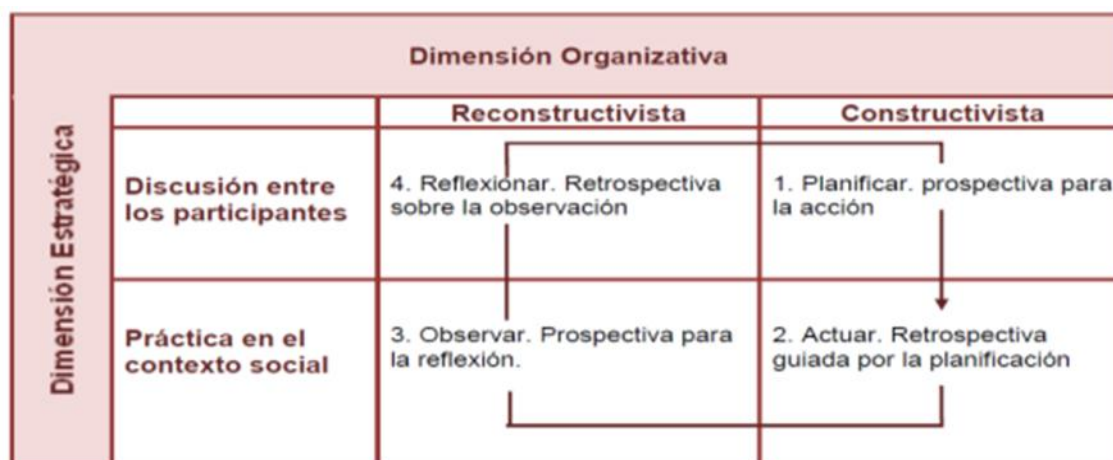 Dimensión Organizativa
Dimensión Estratégica
Reconstructivista
Constructivista
Discusión entre
los participantes
4. Reflexionar. Retrospectiva
sobre la observación
1. Planificar. prospectiva para
la acción
Práctica en el
contexto social
3. Observar. Prospectiva para
la reflexión.
2. Actuar. Retrospectiva
guiada por la planificación